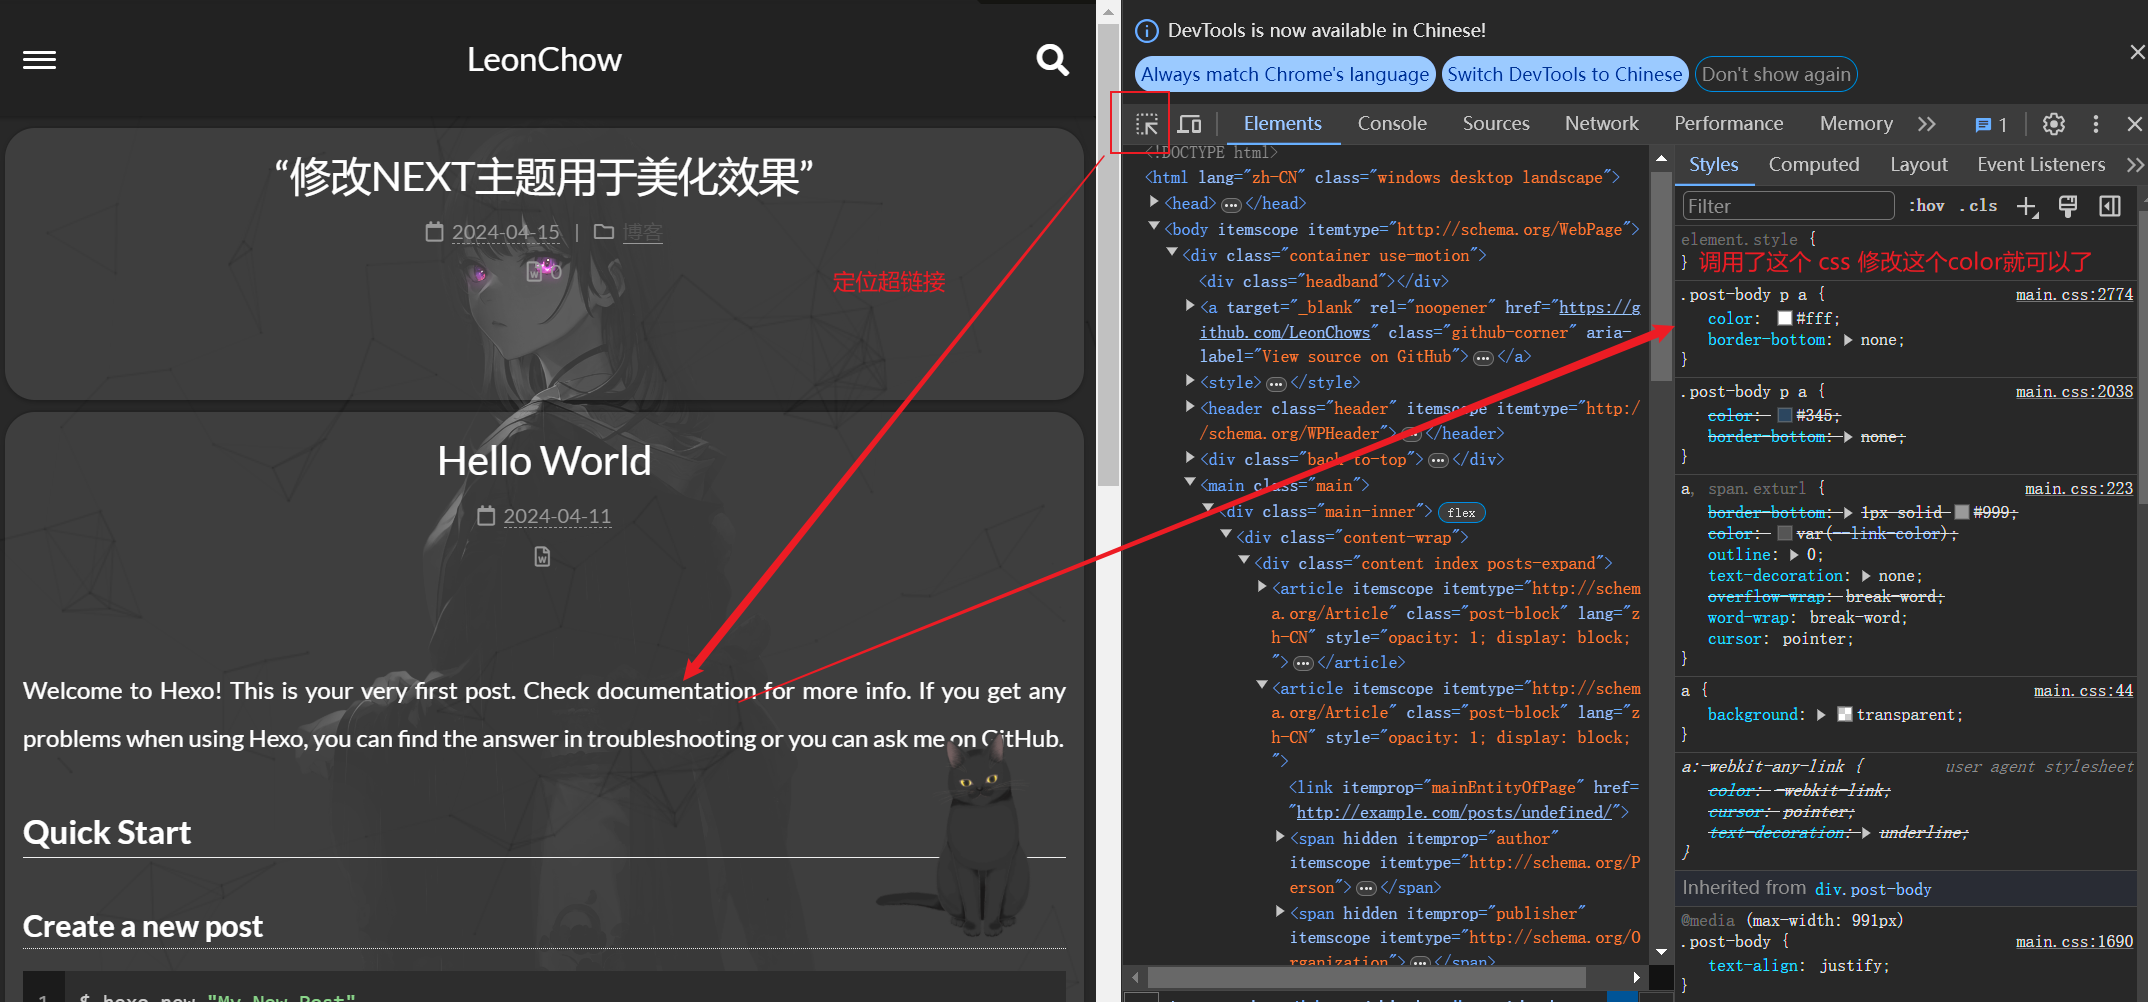 LeonChow
“修改NEXT主题用于美化效果”
2024-04-15 | 博客
0
定位超链接
Hello World
2024-04-11
Welcome to Hexo! This is your very first post. Check documentation for more info. If you get any
problems when using Hexo, you can find the answer in troubleshooting or you can ask me on GitHub.
Quick Start
Create a new post
1 $ hexo new "My New Post"
DevTools is now available in Chinese!
Always match Chrome's language Switch DevTools to Chinese Don't show again
Elements Console Sources Network Performance Memory 1
<!DOCTYPE html>
<html lang="zh-CN" class="windows desktop landscape">
<head> ••• </head>
<body itemscope itemtype="http://schema.org/WebPage">
<div class="container use-motion">
<div class="headband"></div>
<a target="_blank" rel="noopener" href="https://g
ithub.com/LeonChows" class="github-corner" aria-
label="View source on GitHub"> ••• </a>
<style> ••• </style>
<header class="header" itemscope itemtype="http:/
/schema.org/WPHeader"> ••• </header>
<div class="back-to-top"> ••• </div>
<main class="main">
<div class="main-inner"> flex
<div class="content-wrap">
<div class="content index posts-expand">
<article itemscope itemtype="http://schem
a.org/Article" class="post-block" lang="z
h-CN" style="opacity: 1; display: block;
"> ••• </article>
<article itemscope itemtype="http://schem
a.org/Article" class="post-block" lang="z
h-CN" style="opacity: 1; display: block;
">
<link itemprop="mainEntityOfPage" href=
"http://example.com/posts/undefined/">
<span hidden itemprop="author"
itemscope itemtype="http://schema.org/P
erson"> ••• </span>
<span hidden itemprop="publisher"
itemscope itemtype="http://schema.org/O
rganization"> ••• </span>
Styles Computed Layout Event Listeners
Filter :hov .cls
element.style {
} 调用了这个 css 修改这个color就可以了
.post-body p a { main.css:2774
color: #fff;
border-bottom: none;
}
.post-body p a { main.css:2038
color: #345;
border-bottom: none;
}
a, span.exturl { main.css:223
border-bottom: 1px solid #999;
color: var(--link-color);
outline: 0;
text-decoration: none;
overflow-wrap: break-word;
word-wrap: break-word;
cursor: pointer;
}
a { main.css:44
background: transparent;
}
a:-webkit-any-link { user agent stylesheet
color: -webkit-link;
cursor: pointer;
text-decoration: underline;
}
Inherited from div.post-body
@media (max-width: 991px)
.post-body { main.css:1690
text-align: justify;
}